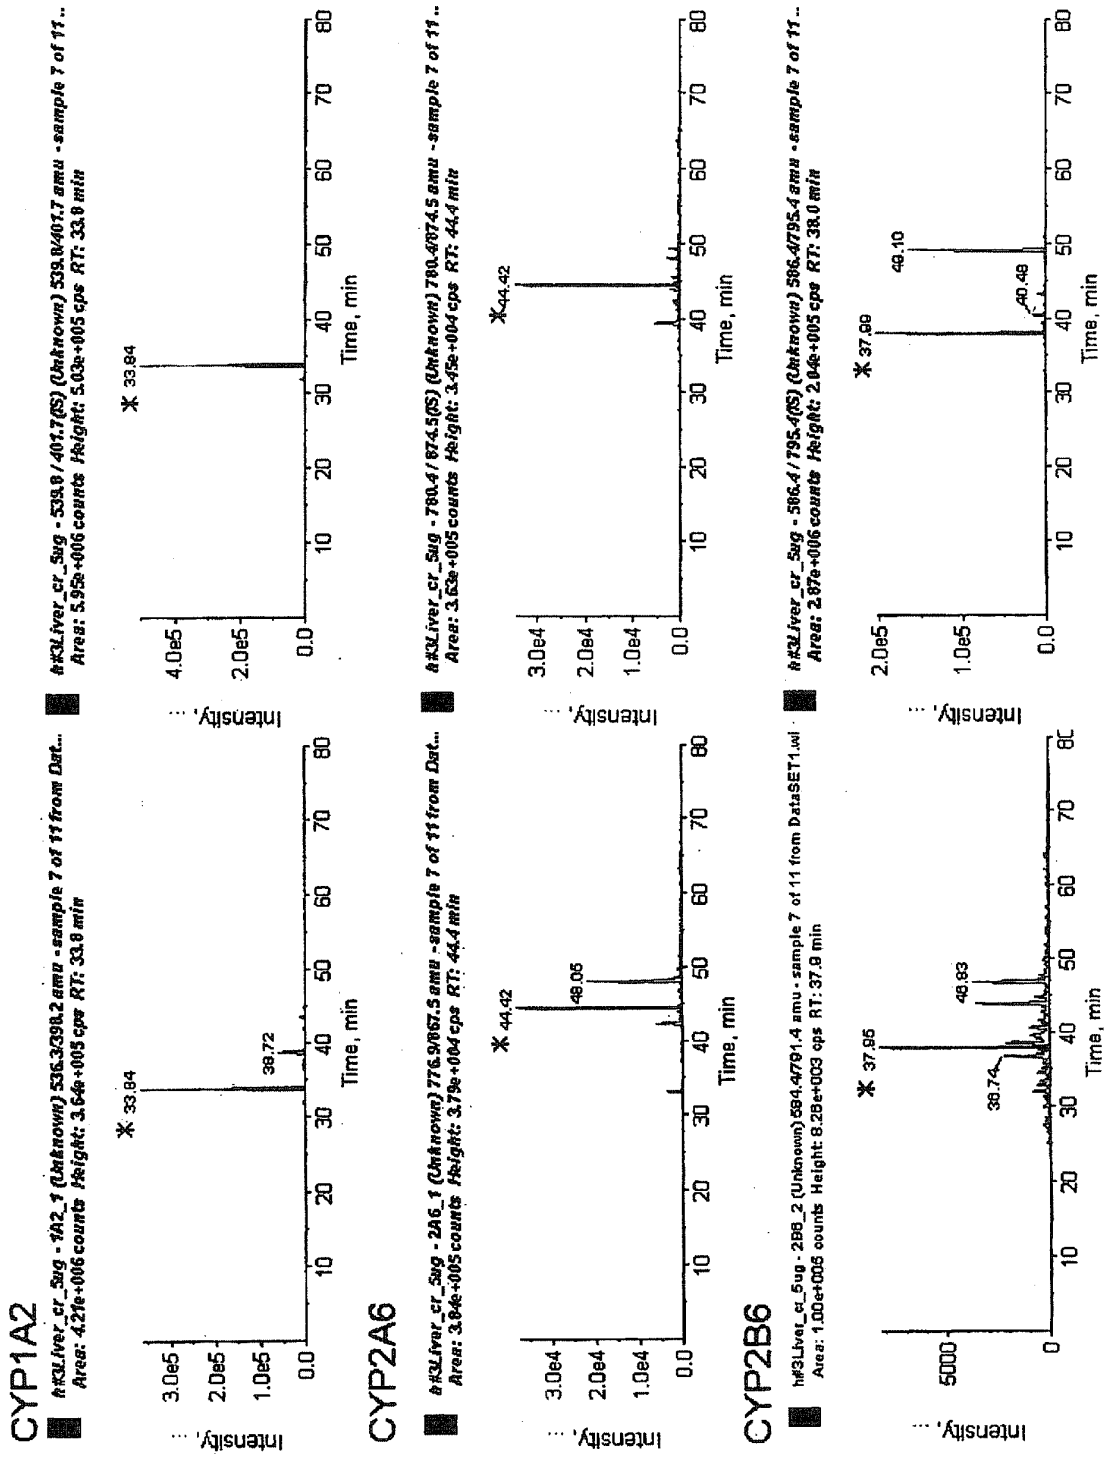 CYP1A2
h#3Liver_cr_5ug - 1A2_1 (Unknown) 536.3/398.2 amu - sample 7 of 11 from Dat...
Area: 4.21e+006 counts Height: 3.64e+005 cps RT: 33.8 min
Intensity, ...
3.0e5
2.0e5
1.0e5
0.0
33.84
38.72
10 20 30 40 50 60 70 80
Time, min
h#3Liver_cr_5ug - 539.8 / 401.7(IS) (Unknown) 539.8/401.7 amu - sample 7 of 11..
Area: 5.95e+006 counts Height: 5.03e+005 cps RT: 33.8 min
Intensity, ...
4.0e5
2.0e5
0.0
33.84
10 20 30 40 50 60 70 80
Time, min
CYP2A6
h#3Liver_cr_5ug - 2A6_1 (Unknown) 776.9/867.5 amu - sample 7 of 11 from Dat...
Area: 3.84e+005 counts Height: 3.79e+004 cps RT: 44.4 min
Intensity, ...
3.0e4
2.0e4
1.0e4
0.0
44.42
48.05
10 20 30 40 50 60 70 80
Time, min
h#3Liver_cr_5ug - 780.4 / 874.5(IS) (Unknown) 780.4/874.5 amu - sample 7 of 11..
Area: 3.63e+005 counts Height: 3.45e+004 cps RT: 44.4 min
Intensity, ...
3.0e4
2.0e4
1.0e4
0.0
44.42
10 20 30 40 50 60 70 80
Time, min
CYP2B6
h#3Liver_cr_5ug - 2B6_2 (Unknown) 584.4/791.4 amu - sample 7 of 11 from DataSET1.wi
Area: 1.00e+005 counts Height: 8.28e+003 cps RT: 37.9 min
Intensity, ...
5000
0
36.74
37.95
46.83
10 20 30 40 50 60 70
Time, min
h#3Liver_cr_5ug - 586.4 / 795.4(IS) (Unknown) 586.4/795.4 amu - sample 7 of 11..
Area: 2.87e+006 counts Height: 2.04e+005 cps RT: 38.0 min
Intensity, ...
2.0e5
1.0e5
0.0
37.99
40.48
49.10
10 20 30 40 50 60 70 80
Time, min